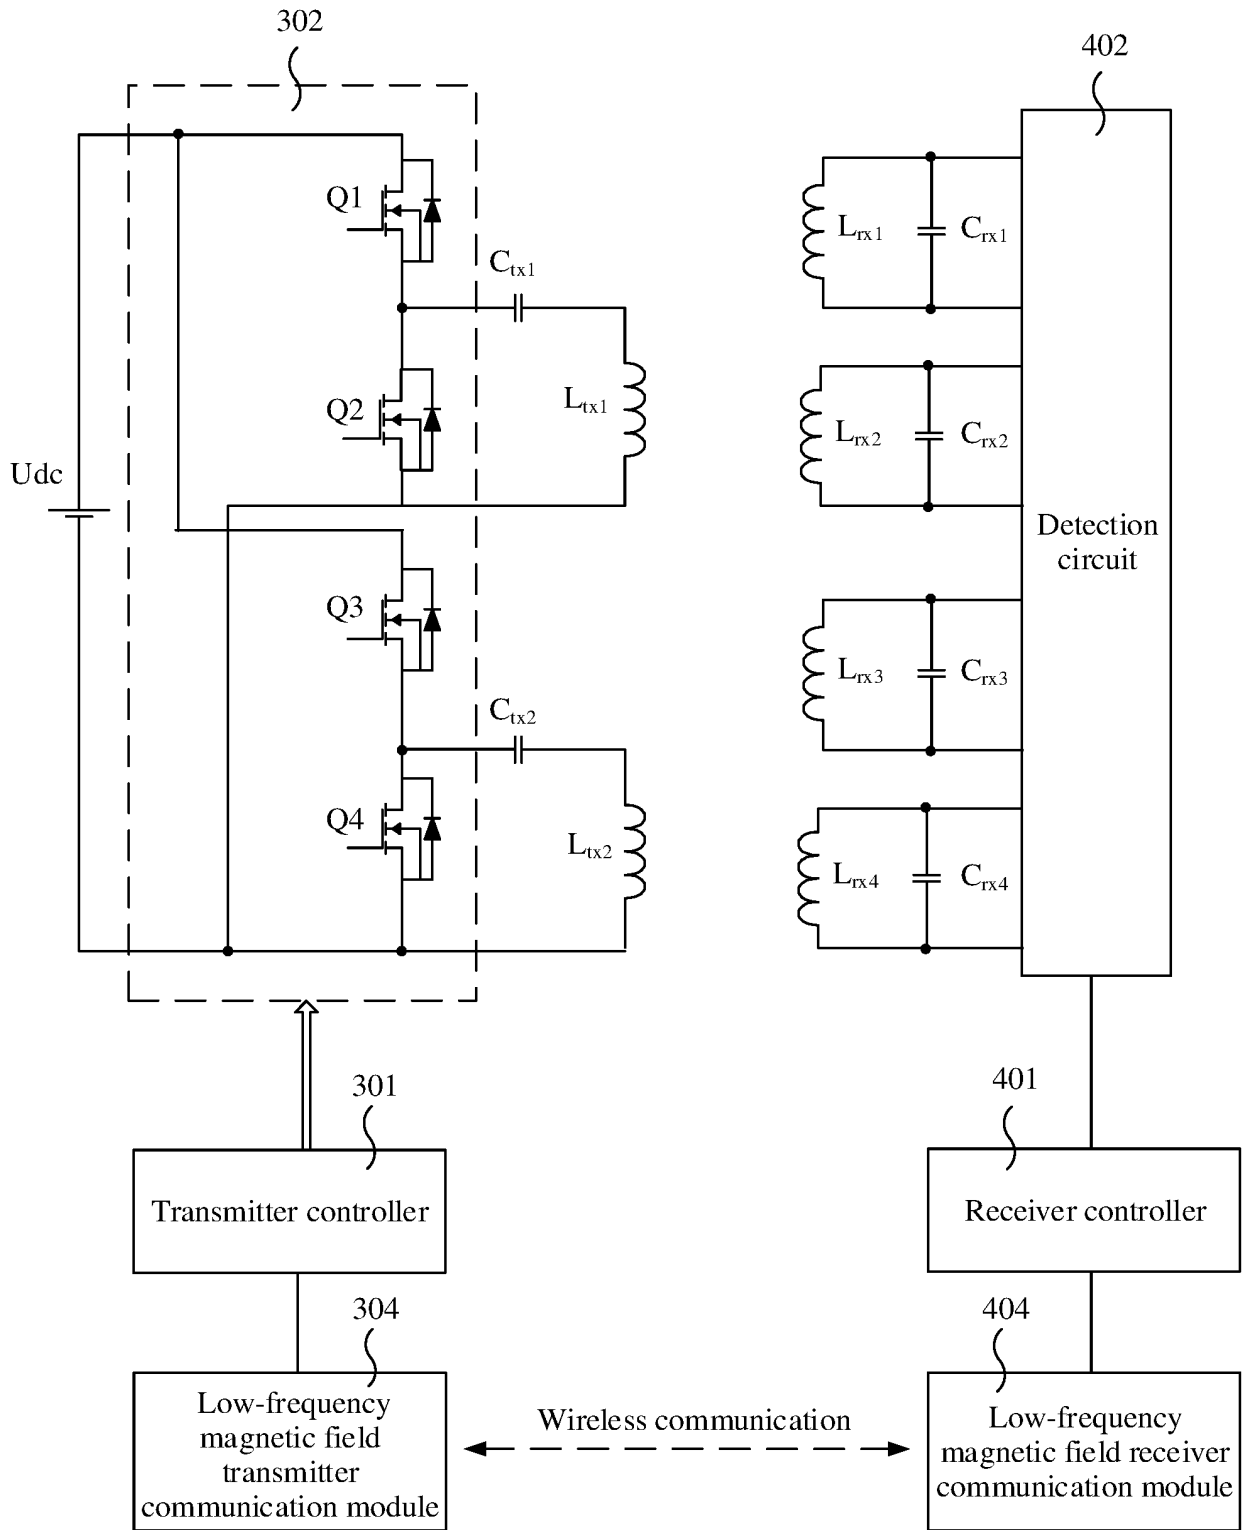 302
402
Q1
Q2
Q3
Q4
Udc
Ctx1
Ltx1
Ctx2
Ltx2
Lrx1
Crx1
Lrx2
Crx2
Lrx3
Crx3
Lrx4
Crx4
Detection
circuit
301
Transmitter controller
304
Low-frequency
magnetic field
transmitter
communication module
Wireless communication
401
Receiver controller
404
Low-frequency
magnetic field receiver
communication module